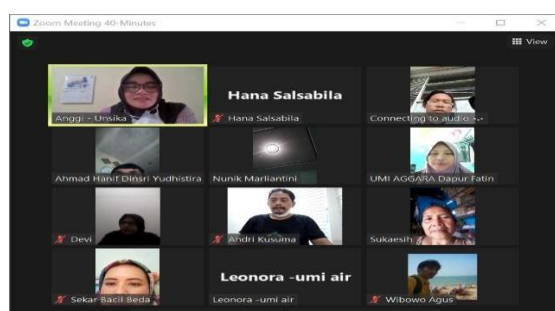 Zoom Meeting 40-Minutes
View
Anggi - Unsika
Hana Salsabila
Hana Salsabila
Connecting to audio ...
Ahmad Hanif Dinsri Yudhistira
Nunik Marliantini
UMI AGGARA Dapur Fatin
Devi
Andri Kusuma
Sukaesih
Sekar Bacil Beda
Leonora -umi air
Leonora -umi air
Wibowo Agus